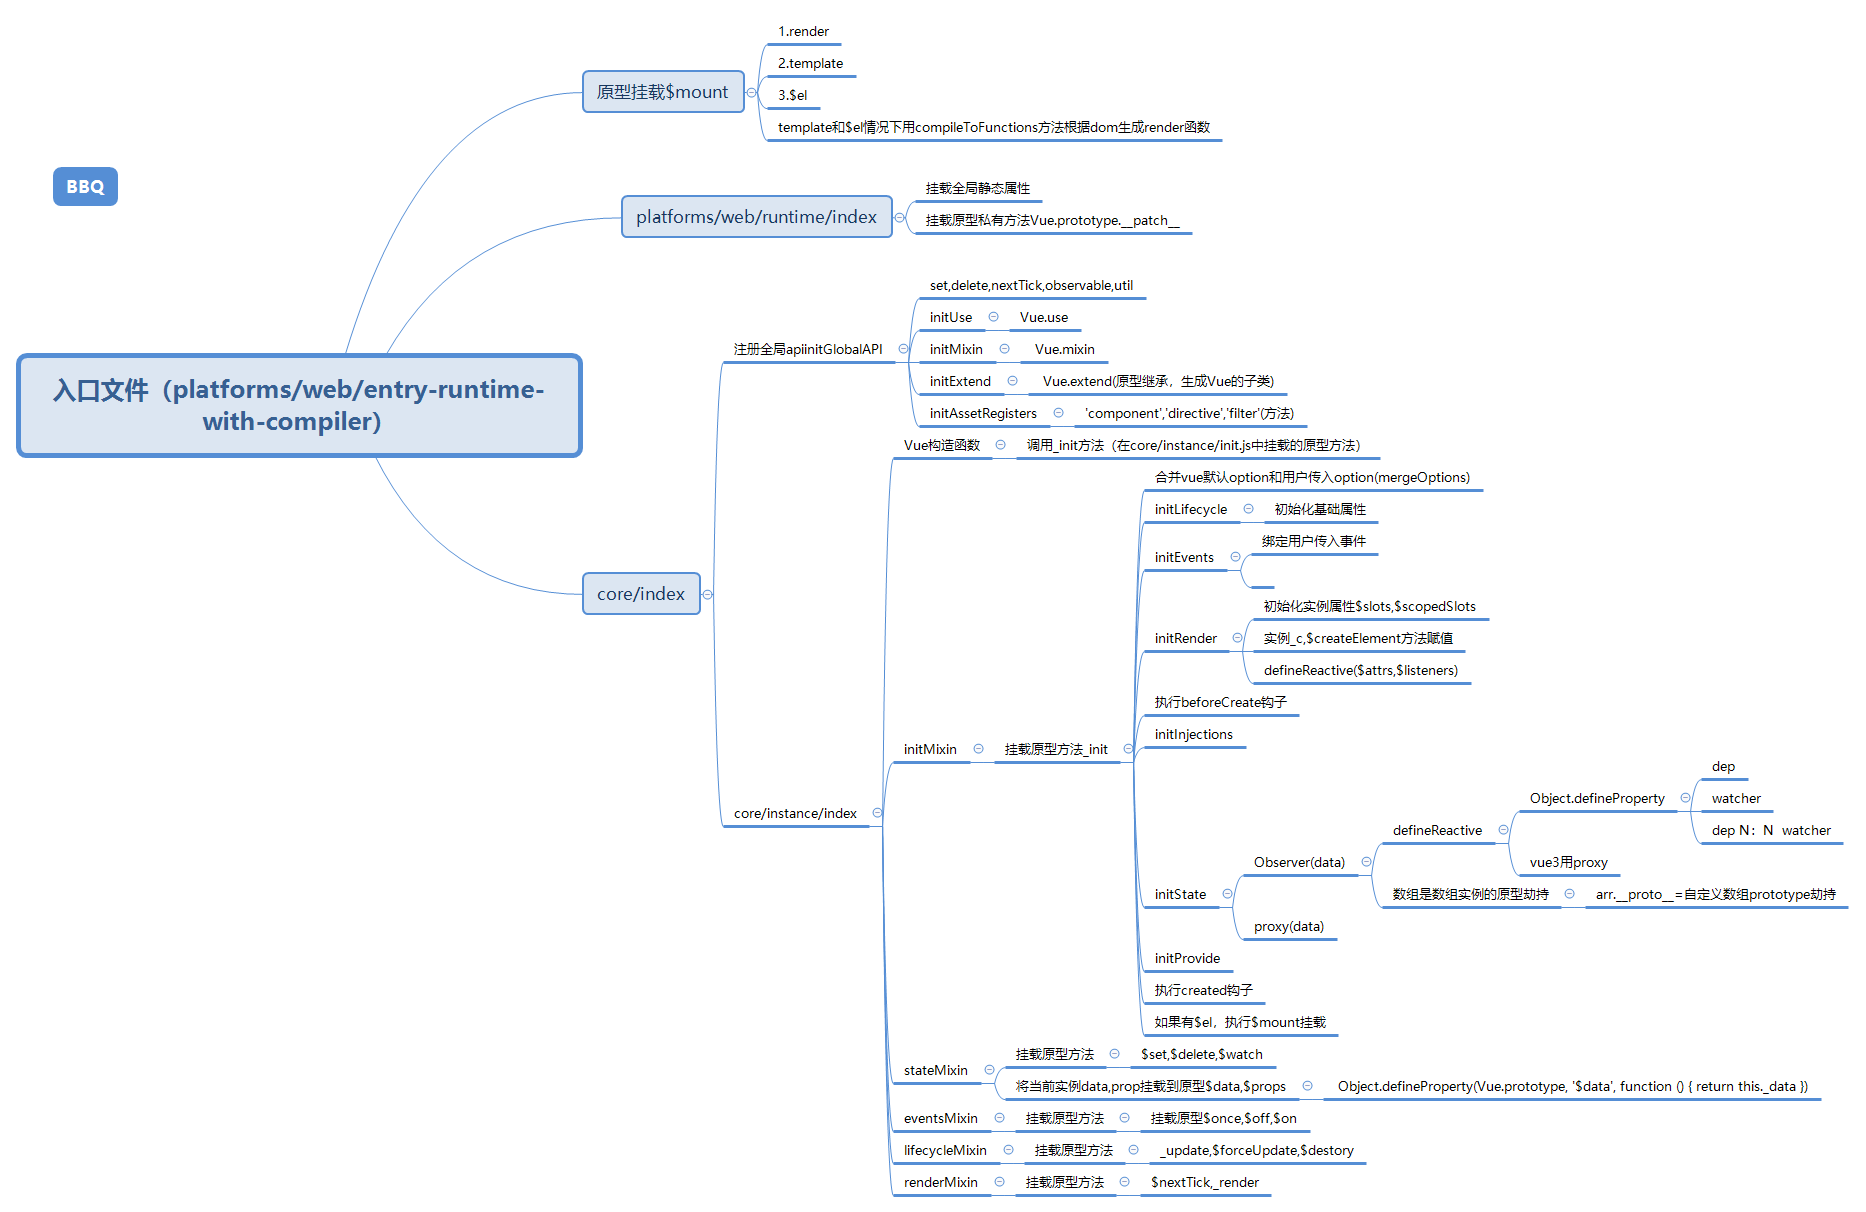 1.render
2.template
原型挂载$mount
3.$el
template和$el情况下用compileToFunctions方法根据dom生成render函数
BBQ
挂载全局静态属性
platforms/web/runtime/index
挂载原型私有方法Vue.prototype.__patch__
入口文件（platforms/web/entry-runtime-
with-compiler）
set,delete,nextTick,observable,util
initUse
Vue.use
注册全局apiinitGlobalAPI
initMixin
Vue.mixin
initExtend
Vue.extend(原型继承，生成Vue的子类)
initAssetRegisters
'component','directive','filter'(方法)
core/index
Vue构造函数
调用_init方法（在core/instance/init.js中挂载的原型方法）
合并vue默认option和用户传入option(mergeOptions)
initLifecycle
初始化基础属性
initEvents
绑定用户传入事件
initRender
初始化实例属性$slots,$scopedSlots
实例_c,$createElement方法赋值
defineReactive($attrs,$listeners)
执行beforeCreate钩子
initInjections
initMixin
挂载原型方法_init
core/instance/index
initState
Observer(data)
defineReactive
Object.defineProperty
dep
watcher
dep N：N watcher
vue3用proxy
数组是数组实例的原型劫持
arr.__proto__=自定义数组prototype劫持
proxy(data)
initProvide
执行created钩子
如果有$el，执行$mount挂载
stateMixin
挂载原型方法
$set,$delete,$watch
将当前实例data,prop挂载到原型$data,$props
Object.defineProperty(Vue.prototype, '$data', function () { return this._data })
eventsMixin
挂载原型方法
挂载原型$once,$off,$on
lifecycleMixin
挂载原型方法
_update,$forceUpdate,$destory
renderMixin
挂载原型方法
$nextTick,_render